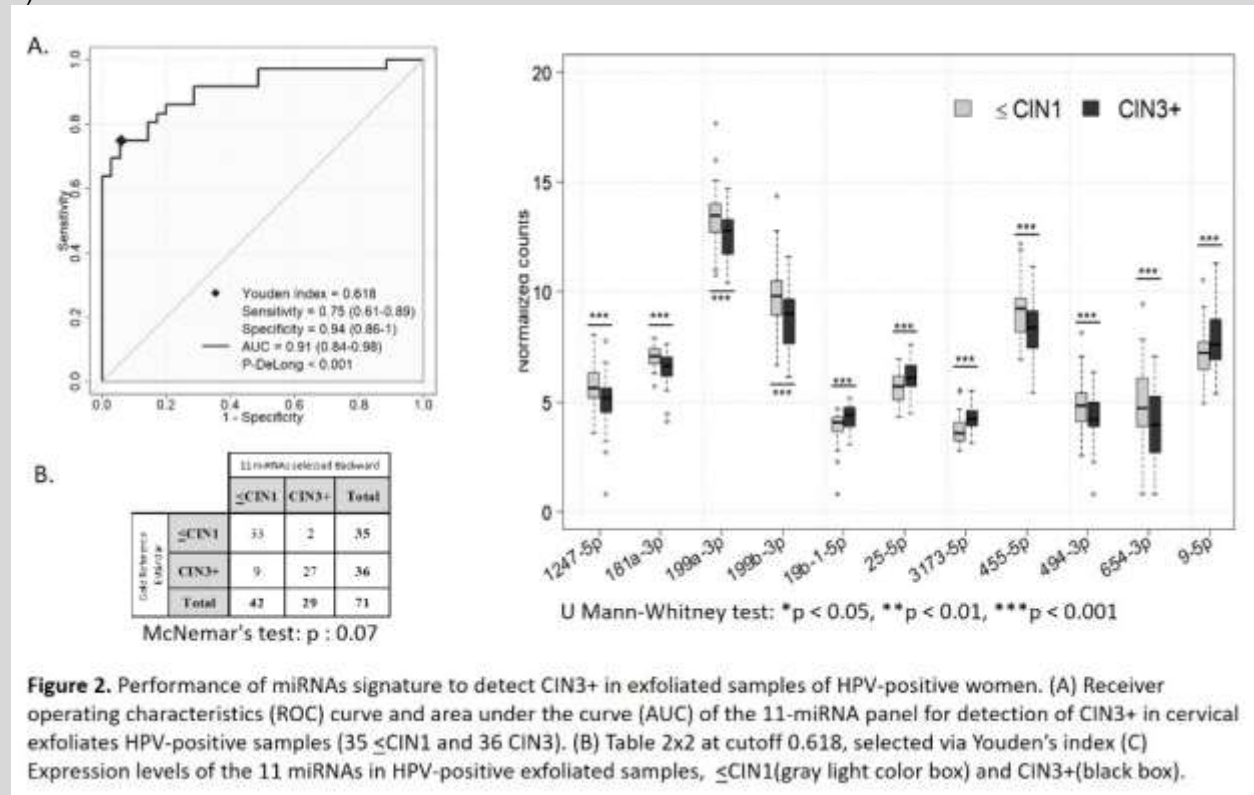 A.
1.0
0.8
0.6
0.4
0.2
0.0
Sensitivity
Youden Index = 0.618
Sensitivity = 0.75 (0.61-0.89)
Specificity = 0.94 (0.86-1)
AUC = 0.91 (0.84-0.98)
P-DeLong < 0.001
0.0 0.2 0.4 0.6 0.8 1.0
1 - Specificity
B.
11 miRNAs selected Backward
≤CIN1 CIN3+ Total
Gold Reference
≤CIN1 33 2 35
CIN3+ 9 27 36
Total 42 29 71
McNemar's test: p : 0.07
20
15
10
5
0
Normalized counts
≤ CIN1 CIN3+
*** *** *** *** *** *** *** *** *** *** ***
1247-5p 181a-3p 199a-3p 199b-3p 19b-1-5p 25-5p 3173-5p 455-5p 494-3p 654-3p 9-5p
U Mann-Whitney test: *p < 0.05, **p < 0.01, ***p < 0.001
Figure 2. Performance of miRNAs signature to detect CIN3+ in exfoliated samples of HPV-positive women. (A) Receiver
operating characteristics (ROC) curve and area under the curve (AUC) of the 11-miRNA panel for detection of CIN3+ in cervical
exfoliates HPV-positive samples (35 ≤CIN1 and 36 CIN3). (B) Table 2x2 at cutoff 0.618, selected via Youden's index (C)
Expression levels of the 11 miRNAs in HPV-positive exfoliated samples, ≤CIN1(gray light color box) and CIN3+(black box).